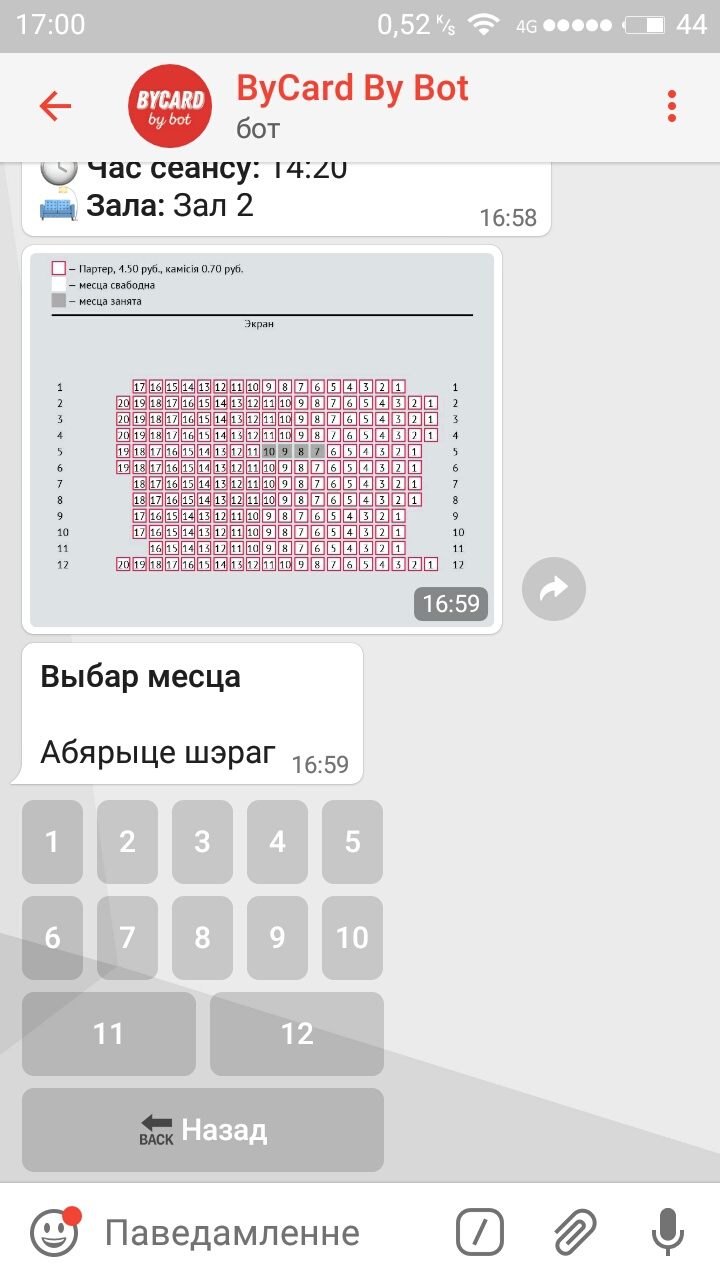 17:00 0,52 K/s 4G 44
BYCARD by bot
ByCard By Bot
бот
Час сеансу: 14:20
Зала: Зал 2
16:58
– Партер, 4.50 руб., камісія 0.70 руб.
– месца свабодна
– месца занята
Экран
1 17 16 15 14 13 12 11 10 9 8 7 6 5 4 3 2 1 1
2 20 19 18 17 16 15 14 13 12 11 10 9 8 7 6 5 4 3 2 1 2
3 20 19 18 17 16 15 14 13 12 11 10 9 8 7 6 5 4 3 2 1 3
4 20 19 18 17 16 15 14 13 12 11 10 9 8 7 6 5 4 3 2 1 4
5 19 18 17 16 15 14 13 12 11 10 9 8 7 6 5 4 3 2 1 5
6 19 18 17 16 15 14 13 12 11 10 9 8 7 6 5 4 3 2 1 6
7 18 17 16 15 14 13 12 11 10 9 8 7 6 5 4 3 2 1 7
8 18 17 16 15 14 13 12 11 10 9 8 7 6 5 4 3 2 1 8
9 17 16 15 14 13 12 11 10 9 8 7 6 5 4 3 2 1 9
10 17 16 15 14 13 12 11 10 9 8 7 6 5 4 3 2 1 10
11 16 15 14 13 12 11 10 9 8 7 6 5 4 3 2 1 11
12 20 19 18 17 16 15 14 13 12 11 10 9 8 7 6 5 4 3 2 1 12
16:59
Выбар месца
Абярыце шэраг 16:59
1 2 3 4 5
6 7 8 9 10
11 12
BACK Назад
Паведамленне